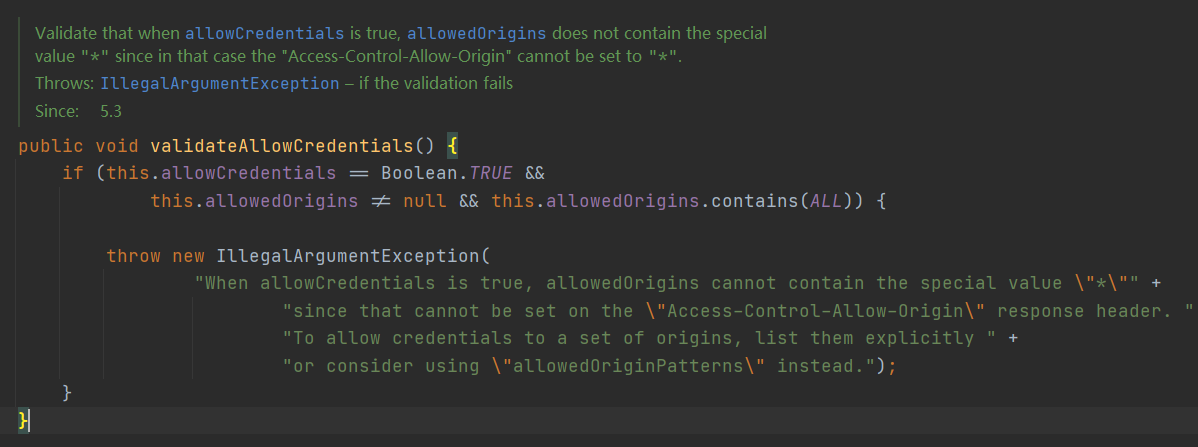 Validate that when allowCredentials is true, allowedOrigins does not contain the special
value "*" since in that case the "Access-Control-Allow-Origin" cannot be set to "*".
Throws: IllegalArgumentException – if the validation fails
Since: 5.3
public void validateAllowCredentials() {
if (this.allowCredentials == Boolean.TRUE &&
this.allowedOrigins != null && this.allowedOrigins.contains(ALL)) {
throw new IllegalArgumentException(
"When allowCredentials is true, allowedOrigins cannot contain the special value \"*\"" +
"since that cannot be set on the \"Access-Control-Allow-Origin\" response header. "
"To allow credentials to a set of origins, list them explicitly " +
"or consider using \"allowedOriginPatterns\" instead.");
}
}